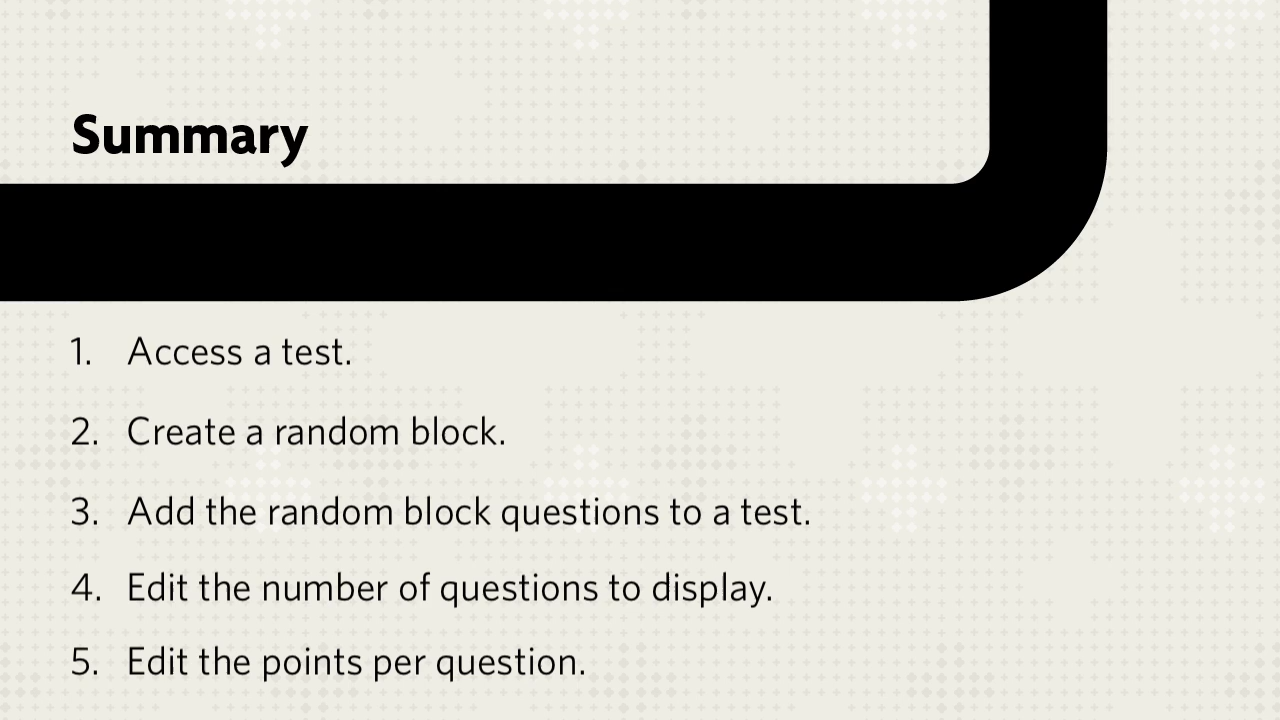 Summary
1. Access a test.
2. Create a random block.
3. Add the random block questions to a test.
4. Edit the number of questions to display.
5. Edit the points per question.